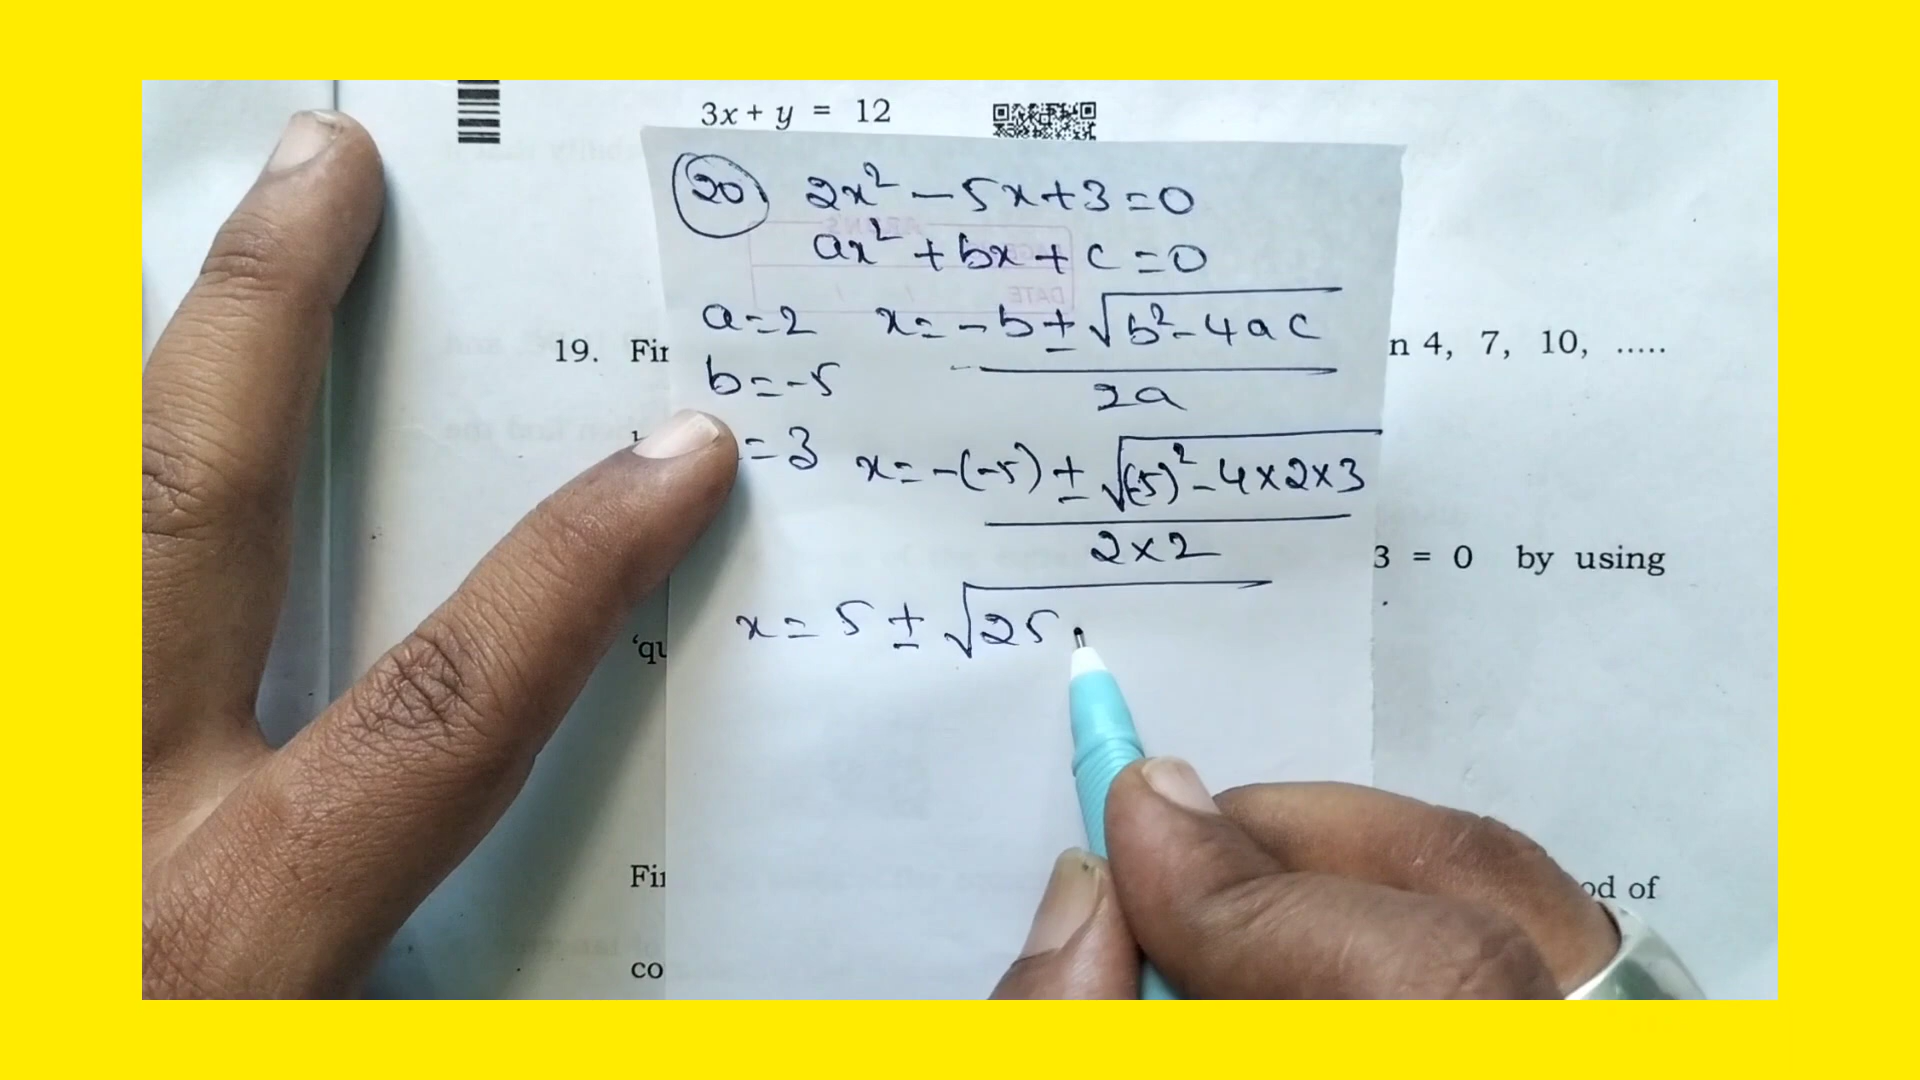 3x + y = 12
20 2x² – 5x + 3 = 0
ax² + bx + c = 0
a = 2 x = –b ± √b² – 4ac
2a
19. Fin n 4, 7, 10, .....
b = –5
= 3 x = –(–5) ± √(–5)² – 4×2×3
2×2
3 = 0 by using
x = 5 ± √25
‘qu
Fin od of
co